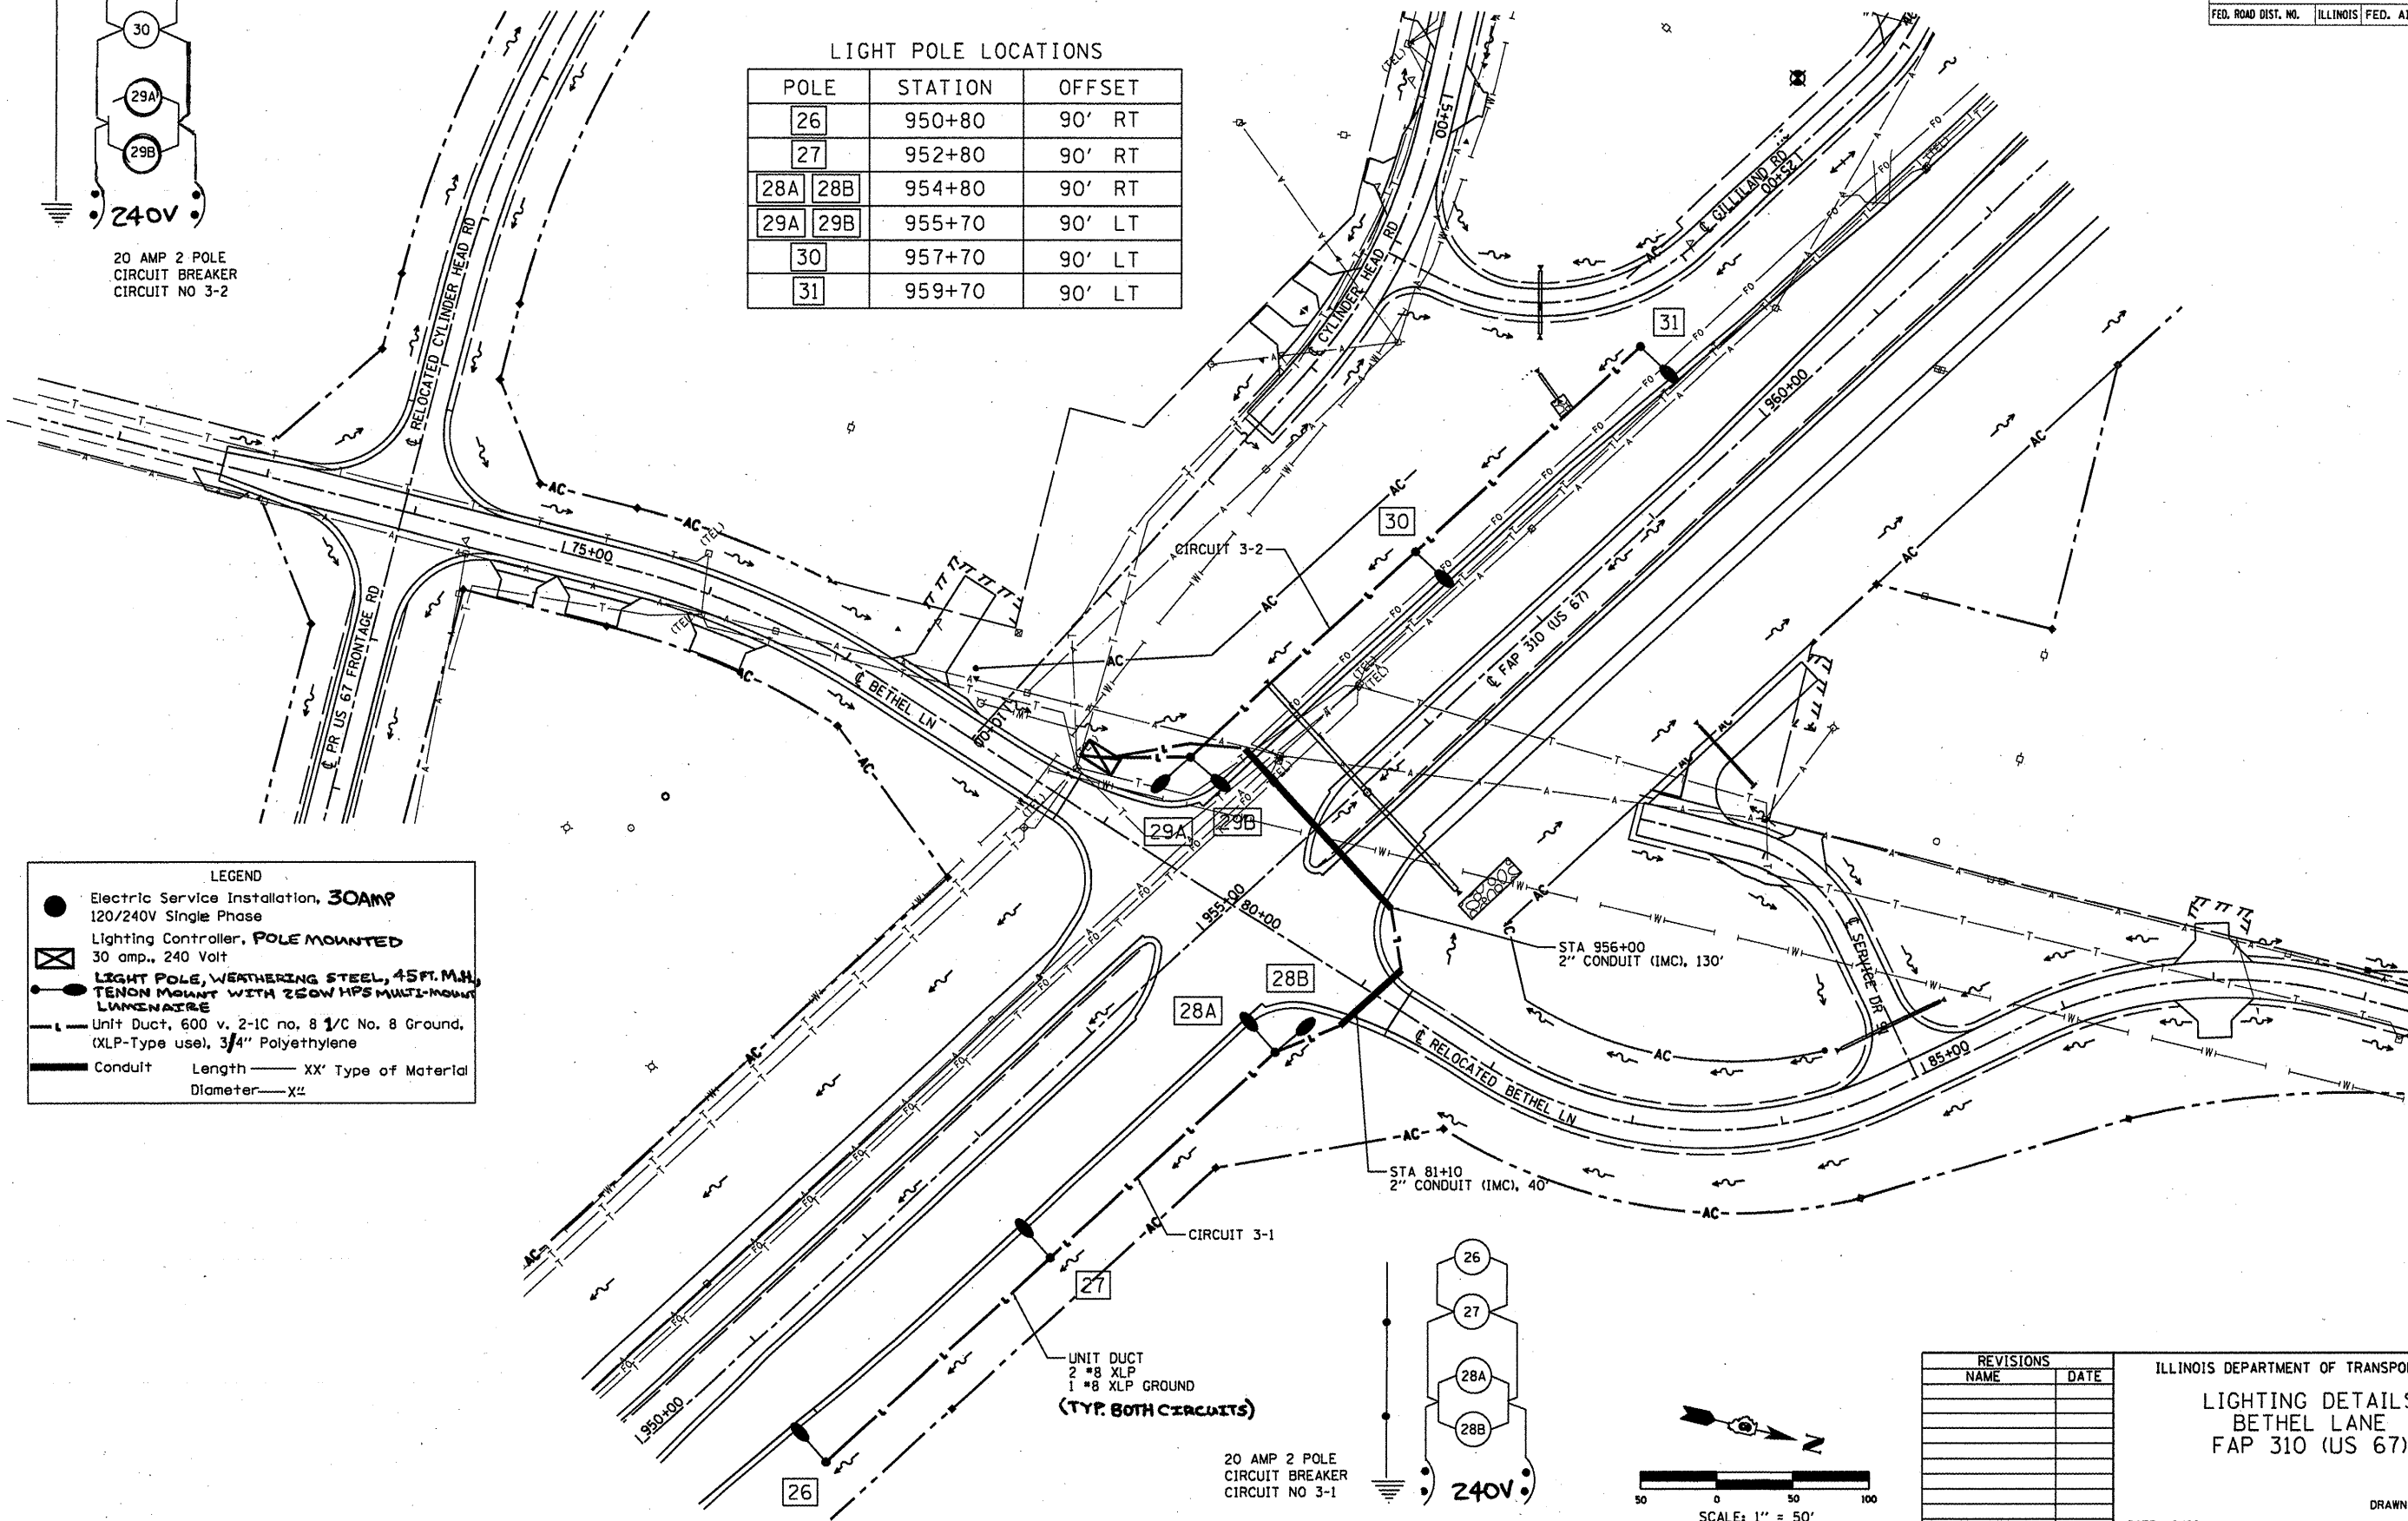 FED. ROAD DIST. NO. ILLINOIS FED. AI
30
29A
29B
240V
20 AMP 2 POLE
CIRCUIT BREAKER
CIRCUIT NO 3-2
LIGHT POLE LOCATIONS
POLE STATION OFFSET
26 950+80 90' RT
27 952+80 90' RT
28A 28B 954+80 90' RT
29A 29B 955+70 90' LT
30 957+70 90' LT
31 959+70 90' LT
℄ RELOCATED CYLINDER HEAD RD
℄ CYLINDER HEAD RD
15+00
℄ GILLILAND RD
125+00
31
960+00
30
CIRCUIT 3-2
75+00
℄ PR US 67 FRONTAGE RD
℄ BETHEL LN
10+00
℄ FAP 310 (US 67)
29A
29B
955+00
80+00
STA 956+00
2" CONDUIT (IMC), 130'
℄ SERVICE DR
28B
28A
℄ RELOCATED BETHEL LN
85+00
STA 81+10
2" CONDUIT (IMC), 40'
CIRCUIT 3-1
27
26
950+00
UNIT DUCT
2 #8 XLP
1 #8 XLP GROUND
(TYP. BOTH CIRCUITS)
LEGEND
Electric Service Installation, 30AMP
120/240V Single Phase
Lighting Controller, POLE MOUNTED
30 amp., 240 Volt
LIGHT POLE, WEATHERING STEEL, 45FT. M.H.,
TENON MOUNT WITH 250W HPS MULTI-MOUNT
LUMINAIRE
Unit Duct, 600 v. 2-1C no. 8 1/C No. 8 Ground,
(XLP-Type use), 3/4" Polyethylene
Conduit Length XX' Type of Material
Diameter X"
26
27
28A
28B
240V
20 AMP 2 POLE
CIRCUIT BREAKER
CIRCUIT NO 3-1
50 0 50 100
SCALE: 1" = 50'
REVISIONS
NAME DATE
ILLINOIS DEPARTMENT OF TRANSPO
LIGHTING DETAILS
BETHEL LANE
FAP 310 (US 67)
DRAWN